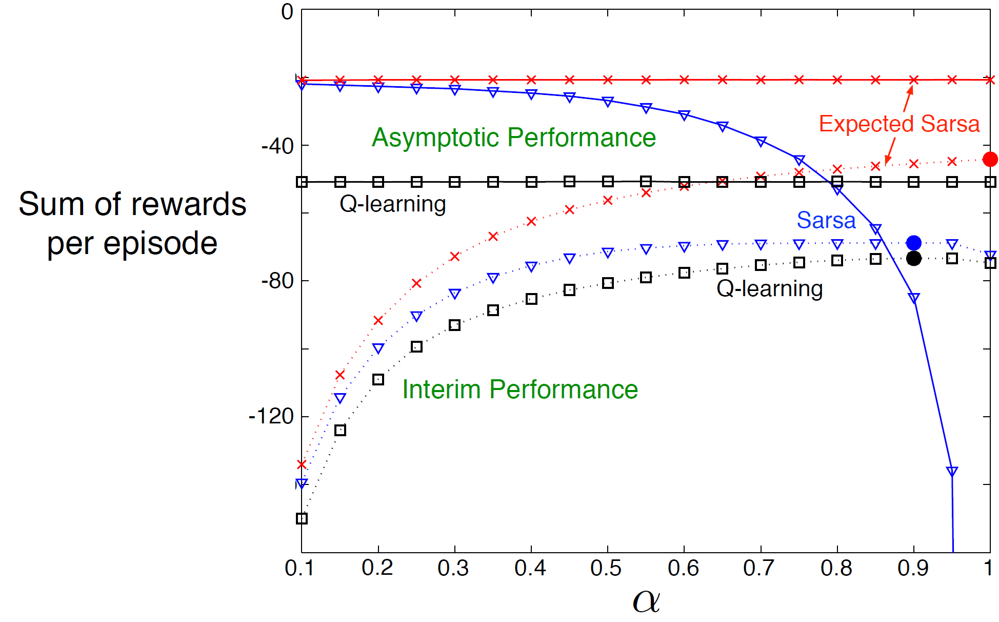 0
-40
-80
-120
Sum of rewards
per episode
Expected Sarsa
Asymptotic Performance
Q-learning
Sarsa
Q-learning
Interim Performance
0.1 0.2 0.3 0.4 0.5 0.6 0.7 0.8 0.9 1
α